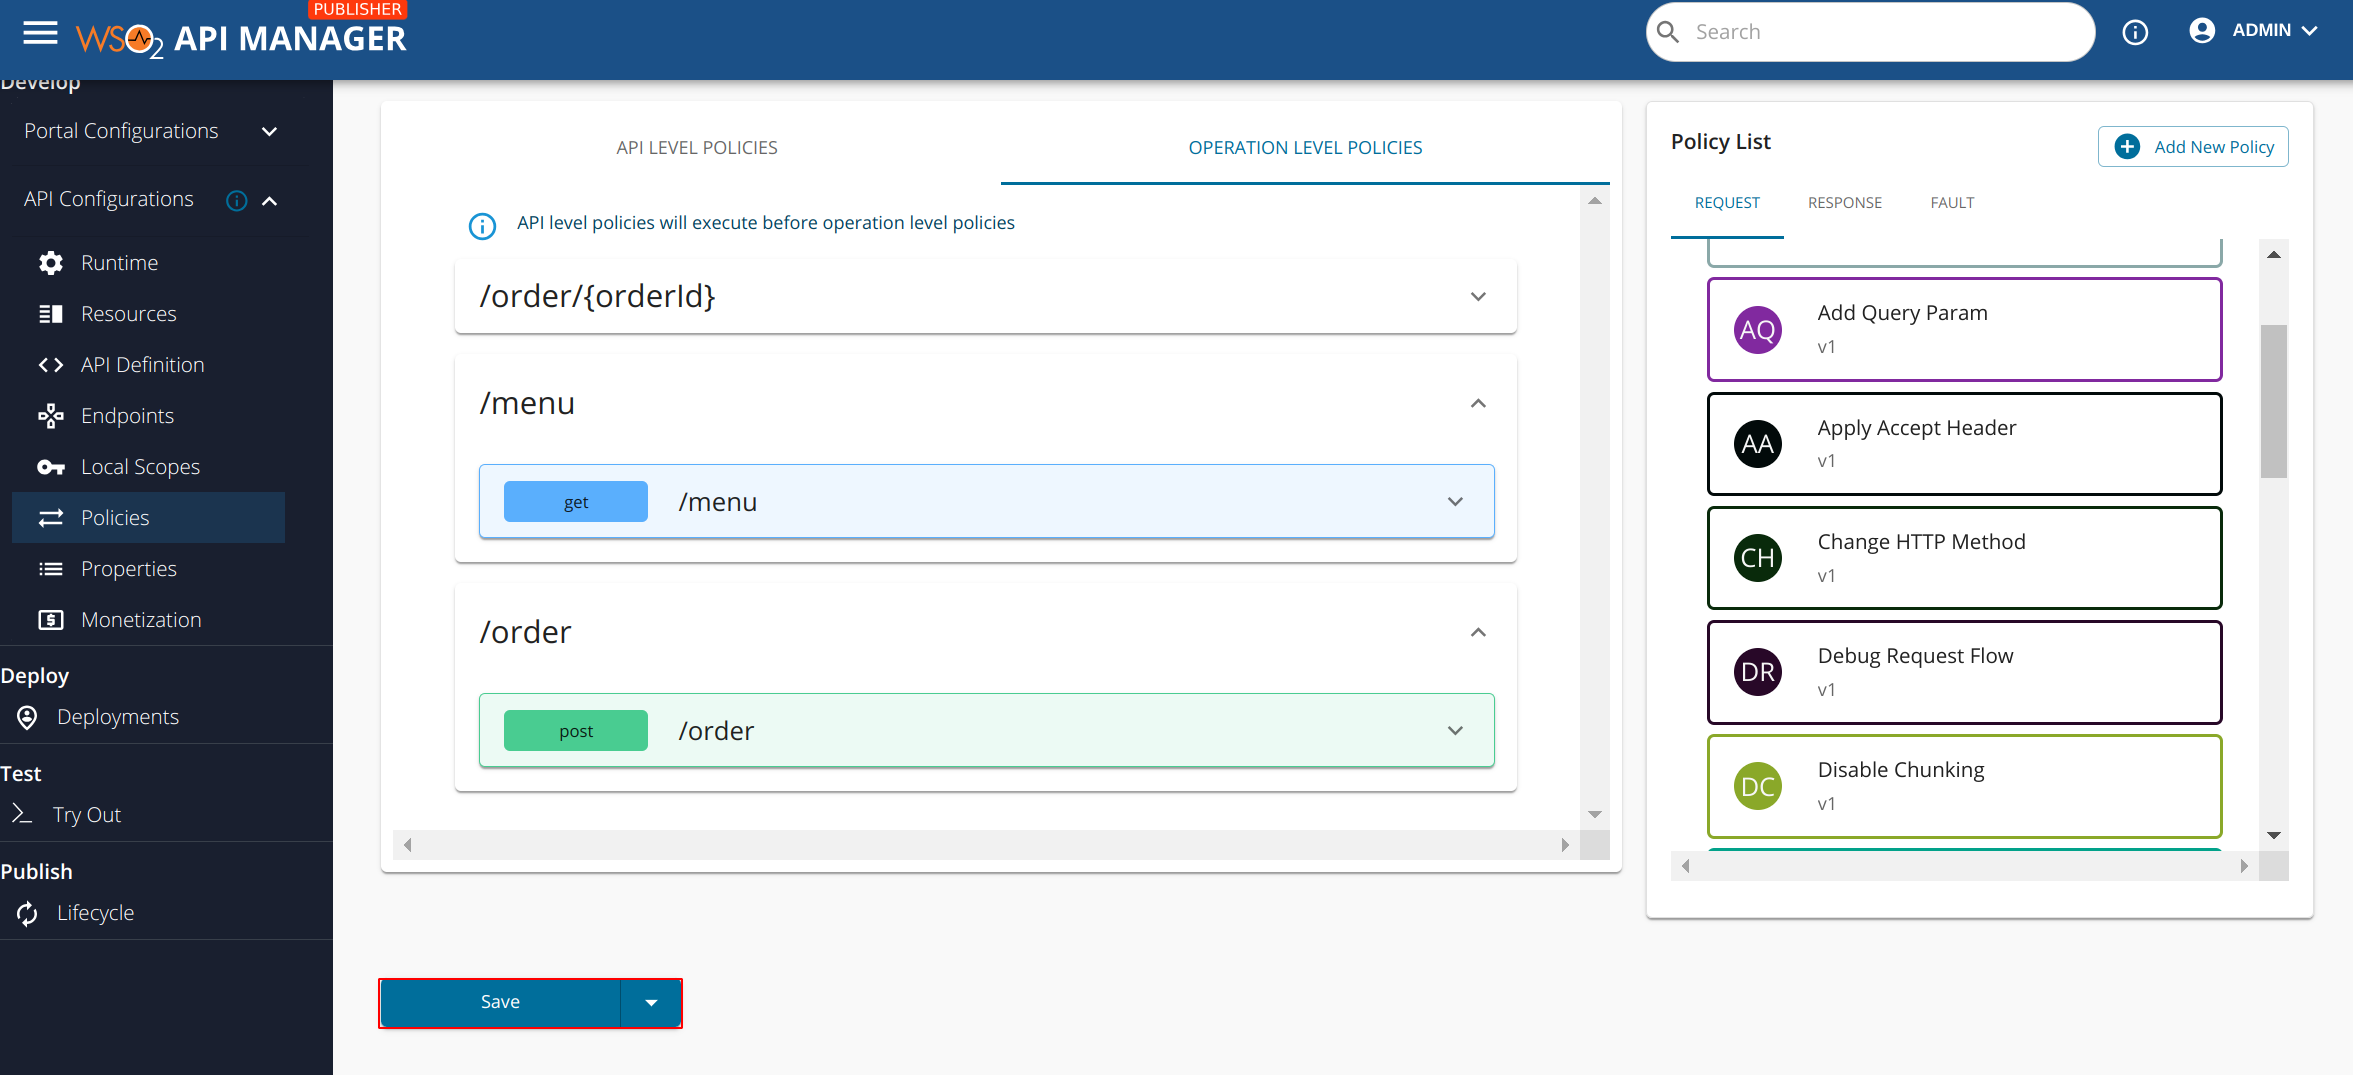 PUBLISHER
WSO2 API MANAGER
Search
ADMIN
Develop
Portal Configurations
API Configurations
Runtime
Resources
API Definition
Endpoints
Local Scopes
Policies
Properties
Monetization
Deploy
Deployments
Test
Try Out
Publish
Lifecycle
API LEVEL POLICIES
OPERATION LEVEL POLICIES
API level policies will execute before operation level policies
/order/{orderId}
/menu
get /menu
/order
post /order
Save
Policy List
Add New Policy
REQUEST RESPONSE FAULT
AQ
Add Query Param
v1
AA
Apply Accept Header
v1
CH
Change HTTP Method
v1
DR
Debug Request Flow
v1
DC
Disable Chunking
v1